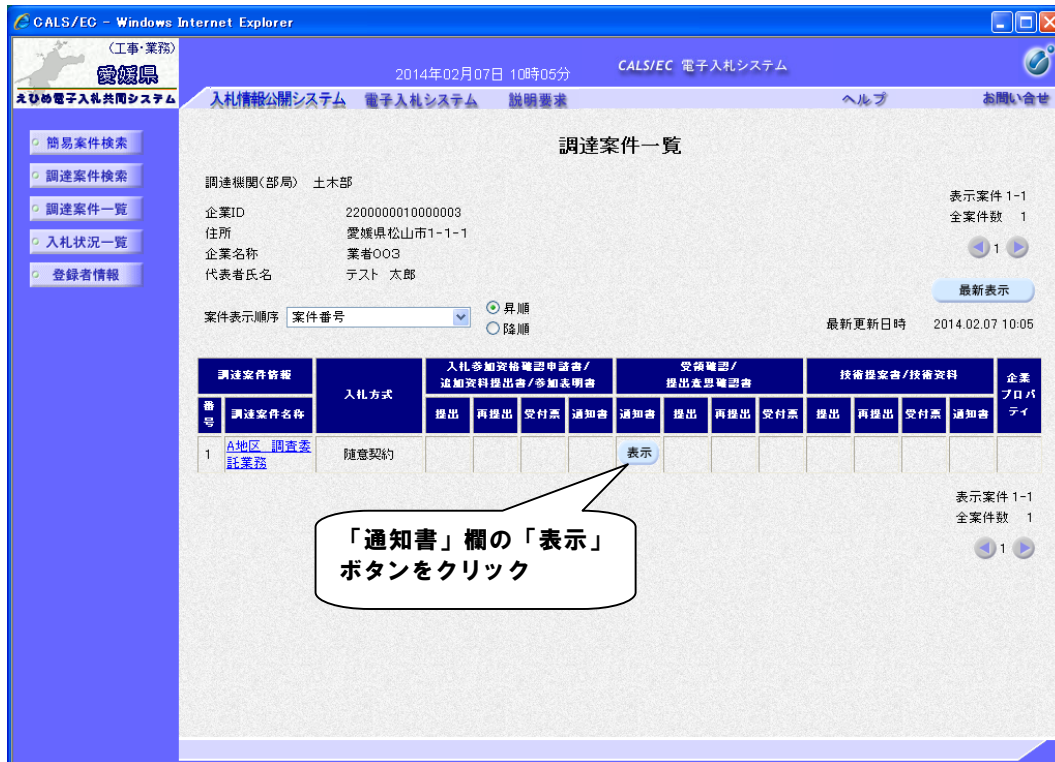 CALS/EC - Windows Internet Explorer
(工事・業務)
愛媛県
えひめ電子入札共同システム
2014年02月07日 10時05分
CALS/EC 電子入札システム
入札情報公開システム 電子入札システム 説明要求 ヘルプ お問い合せ
簡易案件検索
調達案件検索
調達案件一覧
入札状況一覧
登録者情報
調達案件一覧
調達機関(部局) 土木部
企業ID 2200000010000003
住所 愛媛県松山市1-1-1
企業名称 業者003
代表者氏名 テスト 太郎
表示案件 1-1
全案件数 1
1
最新表示
案件表示順序 案件番号 昇順
降順
最新更新日時 2014.02.07 10:05
調達案件情報 入札方式 入札参加資格確認申請書/追加資料提出書/参加表明書 受領確認/提出意思確認書 技術提案書/技術資料 企業プロパティ
番号 調達案件名称 提出 再提出 受付票 通知書 通知書 提出 再提出 受付票 提出 再提出 受付票 通知書
1 A地区 調査委託業務 随意契約 表示
表示案件 1-1
全案件数 1
1
「通知書」欄の「表示」
ボタンをクリック